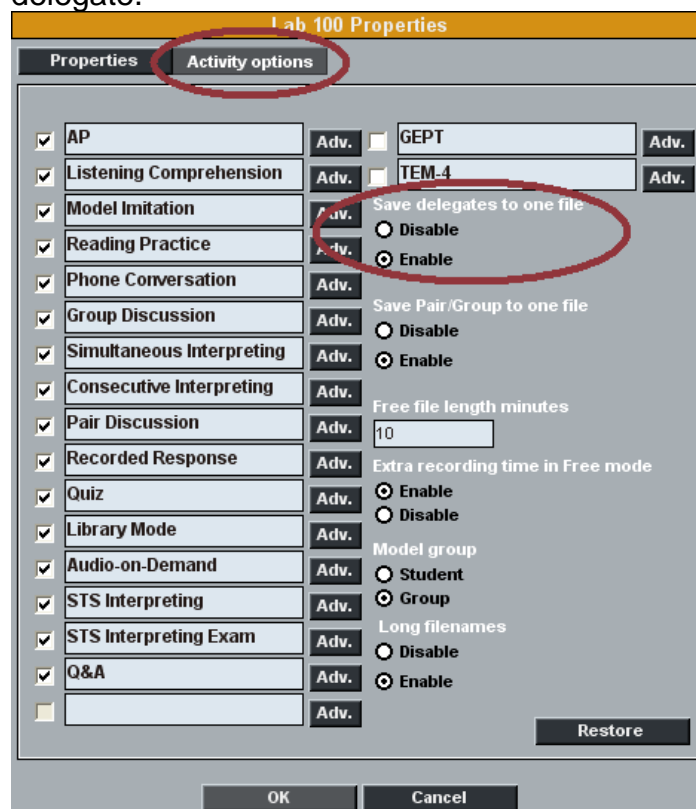 delegate.
Lab 100 Properties
Properties
Activity options
AP
Adv.
Listening Comprehension
Adv.
Model Imitation
Adv.
Reading Practice
Adv.
Phone Conversation
Adv.
Group Discussion
Adv.
Simultaneous Interpreting
Adv.
Consecutive Interpreting
Adv.
Pair Discussion
Adv.
Recorded Response
Adv.
Quiz
Adv.
Library Mode
Adv.
Audio-on-Demand
Adv.
STS Interpreting
Adv.
STS Interpreting Exam
Adv.
Q&A
Adv.
Adv.
GEPT
Adv.
TEM-4
Adv.
Save delegates to one file
Disable
Enable
Save Pair/Group to one file
Disable
Enable
Free file length minutes
10
Extra recording time in Free mode
Enable
Disable
Model group
Student
Group
Long filenames
Disable
Enable
Restore
OK
Cancel